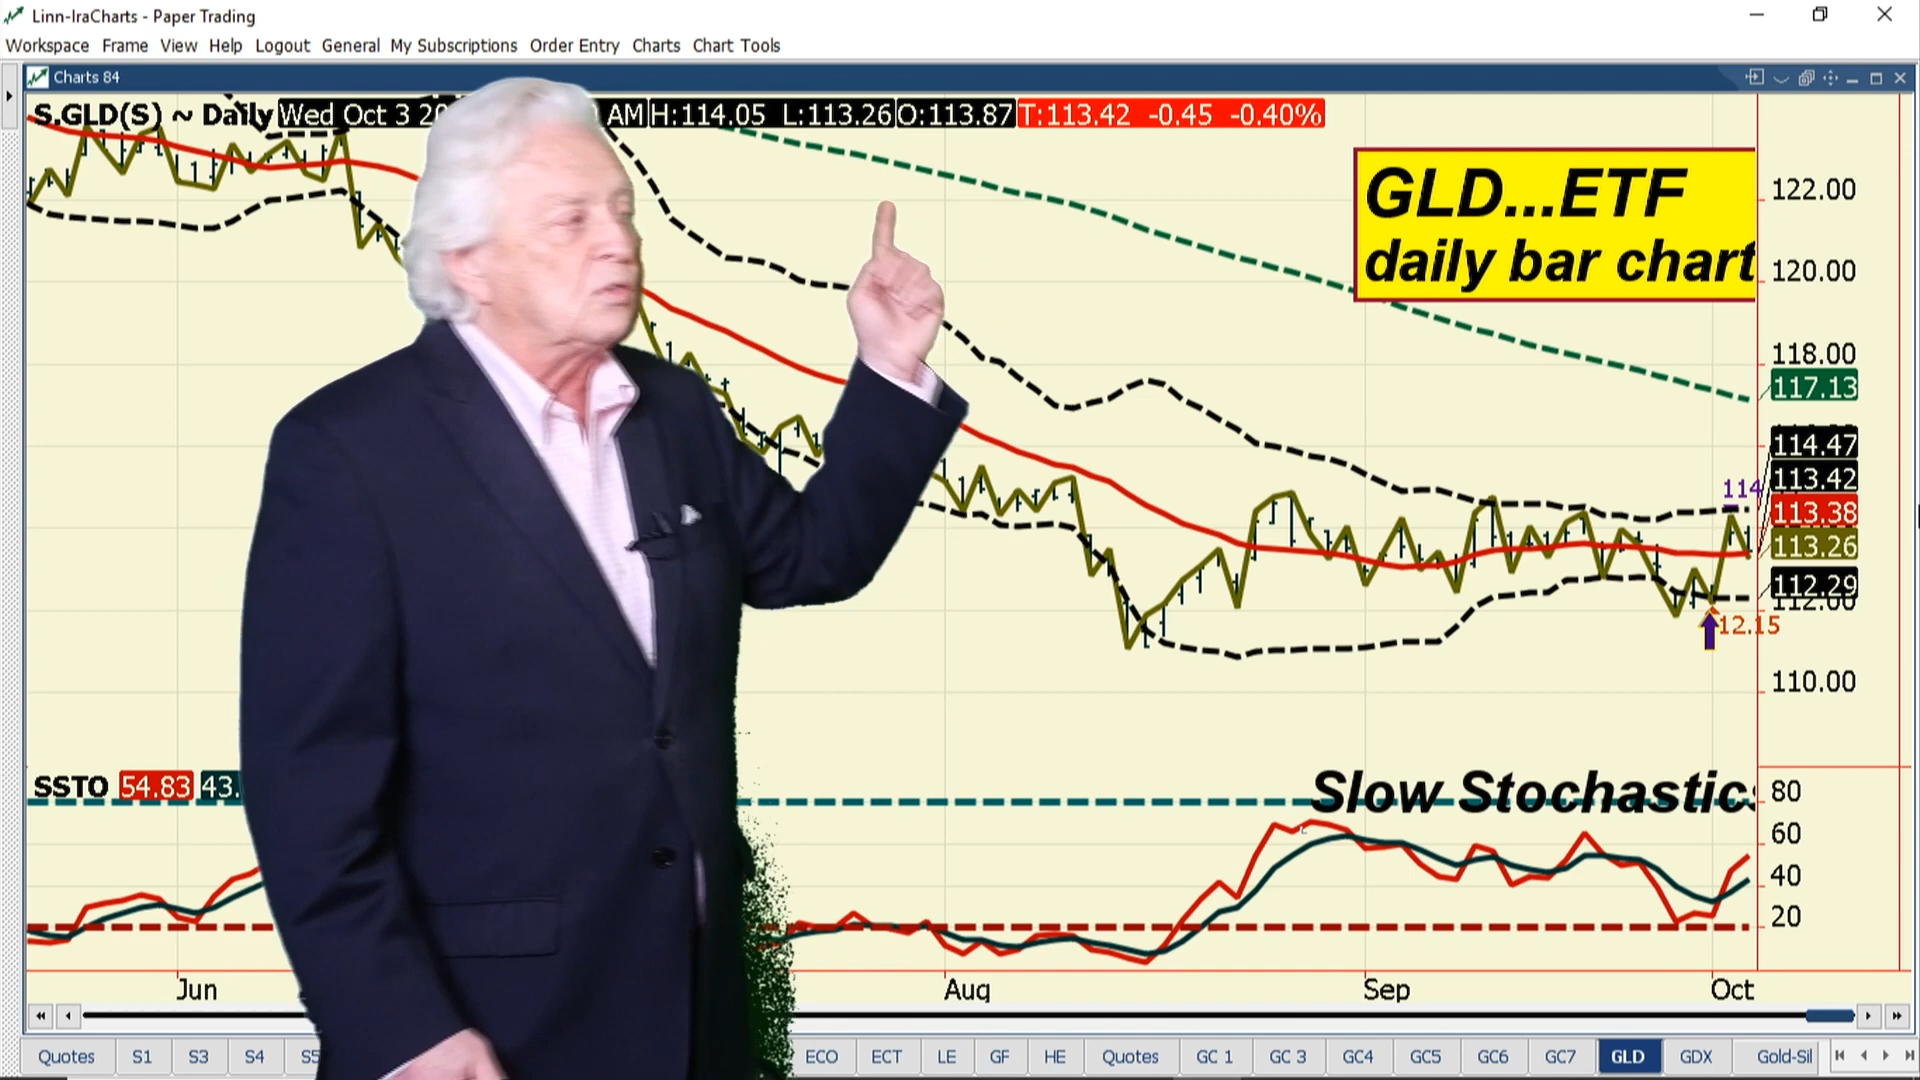 Linn-IraCharts - Paper Trading
Workspace Frame View Help Logout General My Subscriptions Order Entry Charts Chart Tools
Charts 84
S.GLD(S) ~ Daily Wed Oct 3 20 AM H:114.05 L:113.26 O:113.87 T:113.42 -0.45 -0.40%
GLD...ETF
daily bar chart
122.00
120.00
118.00
117.13
114.47
113.42
114
113.38
113.26
112.29
112.00
12.15
110.00
SSTO 54.83 43.
Slow Stochastics
80
60
40
20
Jun Aug Sep Oct
Quotes S1 S3 S4 S5 ECO ECT LE GF HE Quotes GC 1 GC 3 GC4 GC5 GC6 GC7 GLD GDX Gold-Sil